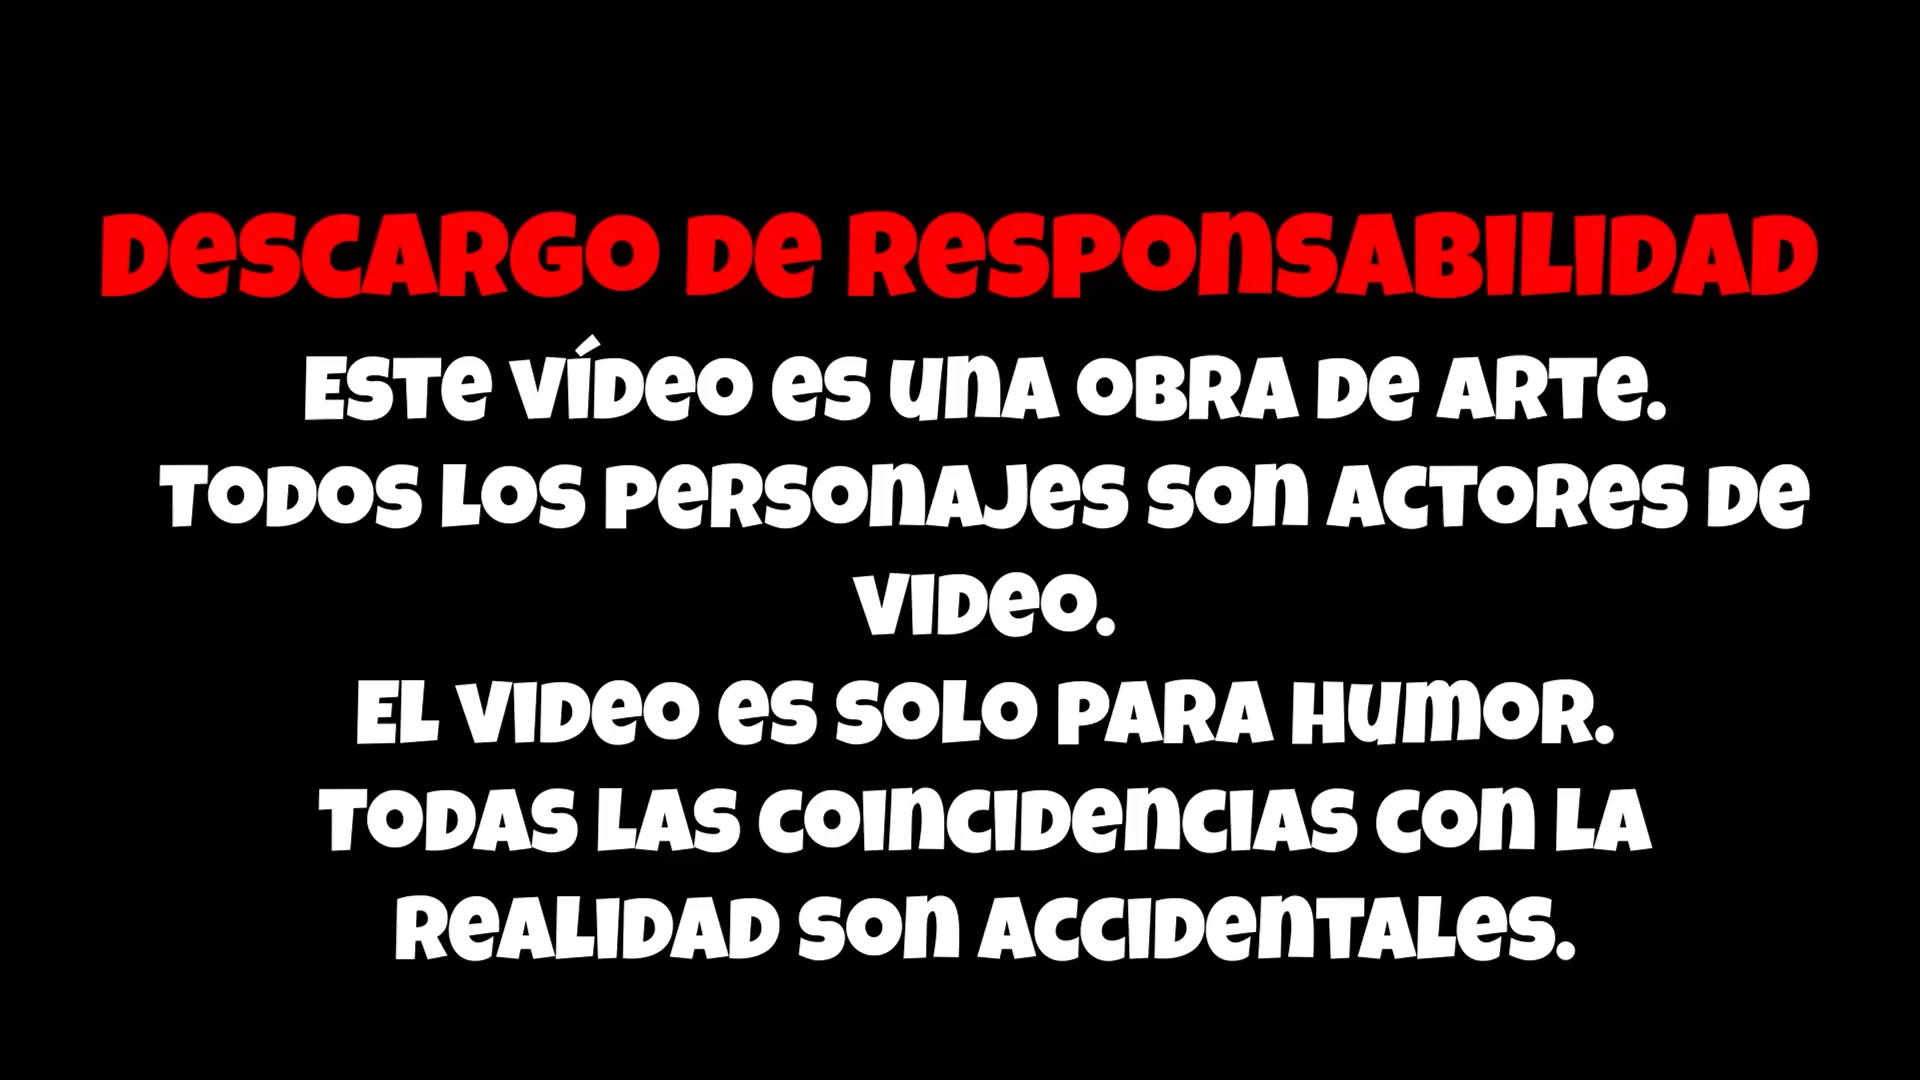 DESCARGO DE RESPONSABILIDAD
ESTE VÍDEO ES UNA OBRA DE ARTE.
TODOS LOS PERSONAJES SON ACTORES DE
VIDEO.
EL VIDEO ES SOLO PARA HUMOR.
TODAS LAS COINCIDENCIAS CON LA
REALIDAD SON ACCIDENTALES.